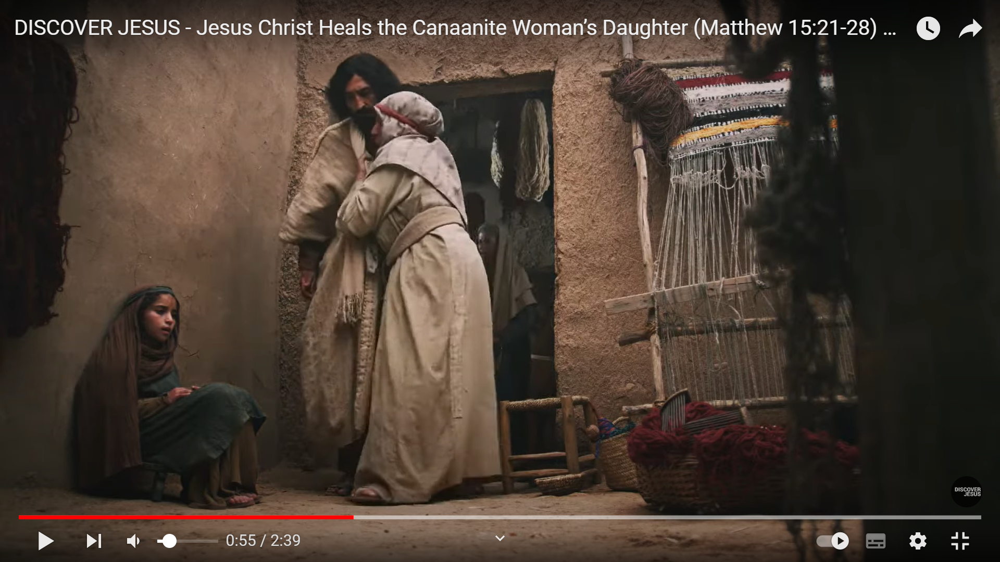 DISCOVER JESUS - Jesus Christ Heals the Canaanite Woman’s Daughter (Matthew 15:21-28) ...
DISCOVER
JESUS
0:55 / 2:39